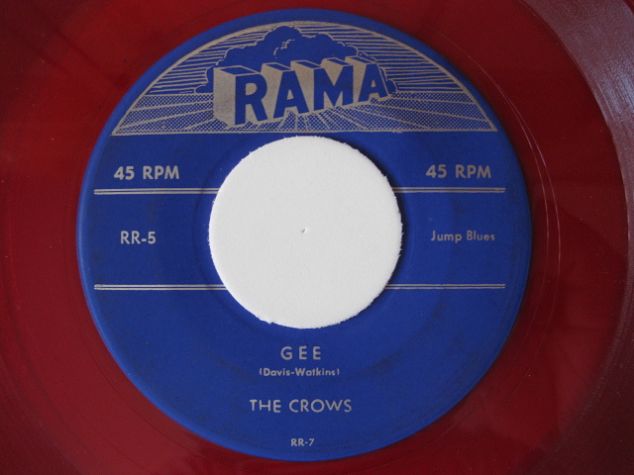 RAMA
45 RPM
45 RPM
RR-5
Jump Blues
GEE
(Davis-Watkins)
THE CROWS
RR-7